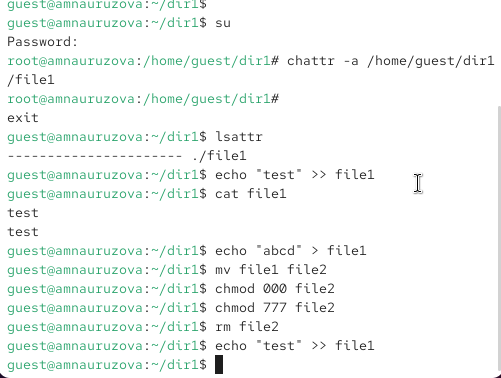 guest@amnauruzova:~/dir1$
guest@amnauruzova:~/dir1$ su
Password:
root@amnauruzova:/home/guest/dir1# chattr -a /home/guest/dir1
/file1
root@amnauruzova:/home/guest/dir1#
exit
guest@amnauruzova:~/dir1$ lsattr
---------------------- ./file1
guest@amnauruzova:~/dir1$ echo "test" >> file1
guest@amnauruzova:~/dir1$ cat file1
test
test
guest@amnauruzova:~/dir1$ echo "abcd" > file1
guest@amnauruzova:~/dir1$ mv file1 file2
guest@amnauruzova:~/dir1$ chmod 000 file2
guest@amnauruzova:~/dir1$ chmod 777 file2
guest@amnauruzova:~/dir1$ rm file2
guest@amnauruzova:~/dir1$ echo "test" >> file1
guest@amnauruzova:~/dir1$